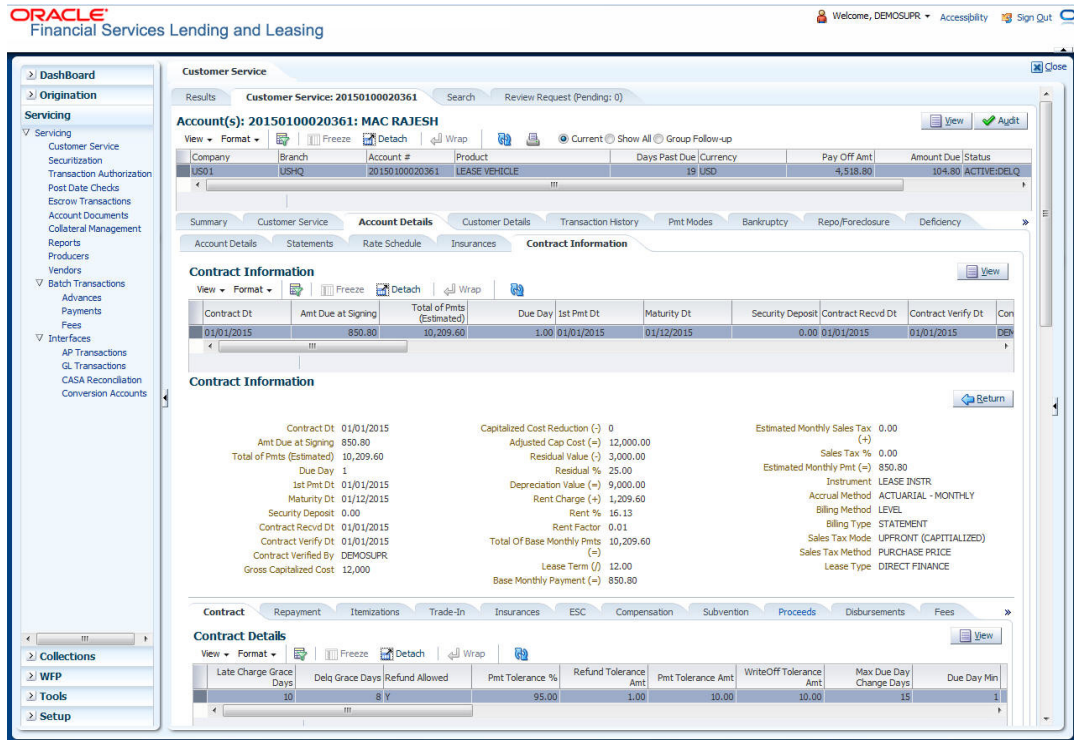 ORACLE
Financial Services Lending and Leasing
Welcome, DEMOSUPR Accessibility Sign Out
Close
DashBoard
Origination
Servicing
Servicing
Customer Service
Securitization
Transaction Authorization
Post Date Checks
Escrow Transactions
Account Documents
Collateral Management
Reports
Producers
Vendors
Batch Transactions
Advances
Payments
Fees
Interfaces
AP Transactions
GL Transactions
CASA Reconciliation
Conversion Accounts
Collections
WFP
Tools
Setup
Customer Service
Results Customer Service: 20150100020361 Search Review Request (Pending: 0)
Account(s): 20150100020361: MAC RAJESH
View Audit
View Format Freeze Detach Wrap Current Show All Group Follow-up
Company Branch Account # Product Days Past Due Currency Pay Off Amt Amount Due Status
US01 USHQ 20150100020361 LEASE VEHICLE 19 USD 4,518.80 104.80 ACTIVE:DELQ
Summary Customer Service Account Details Customer Details Transaction History Pmt Modes Bankruptcy Repo/Foreclosure Deficiency »
Account Details Statements Rate Schedule Insurances Contract Information
Contract Information
View
View Format Freeze Detach Wrap
Contract Dt Amt Due at Signing Total of Pmts (Estimated) Due Day 1st Pmt Dt Maturity Dt Security Deposit Contract Recvd Dt Contract Verify Dt Con
01/01/2015 850.80 10,209.60 1.00 01/01/2015 01/12/2015 0.00 01/01/2015 01/01/2015 DEM
Contract Information
Return
Contract Dt 01/01/2015
Amt Due at Signing 850.80
Total of Pmts (Estimated) 10,209.60
Due Day 1
1st Pmt Dt 01/01/2015
Maturity Dt 01/12/2015
Security Deposit 0.00
Contract Recvd Dt 01/01/2015
Contract Verify Dt 01/01/2015
Contract Verified By DEMOSUPR
Gross Capitalized Cost 12,000
Capitalized Cost Reduction (-) 0
Adjusted Cap Cost (=) 12,000.00
Residual Value (-) 3,000.00
Residual % 25.00
Depreciation Value (=) 9,000.00
Rent Charge (+) 1,209.60
Rent % 16.13
Rent Factor 0.01
Total Of Base Monthly Pmts (=) 10,209.60
Lease Term (/) 12.00
Base Monthly Payment (=) 850.80
Estimated Monthly Sales Tax (+) 0.00
Sales Tax % 0.00
Estimated Monthly Pmt (=) 850.80
Instrument LEASE INSTR
Accrual Method ACTUARIAL - MONTHLY
Billing Method LEVEL
Billing Type STATEMENT
Sales Tax Mode UPFRONT (CAPITIALIZED)
Sales Tax Method PURCHASE PRICE
Lease Type DIRECT FINANCE
Contract Repayment Itemizations Trade-In Insurances ESC Compensation Subvention Proceeds Disbursements Fees »
Contract Details
View
View Format Freeze Detach Wrap
Late Charge Grace Days Delq Grace Days Refund Allowed Pmt Tolerance % Refund Tolerance Amt Pmt Tolerance Amt WriteOff Tolerance Amt Max Due Day Change Days Due Day Min
10 8 Y 95.00 1.00 10.00 10.00 15 1